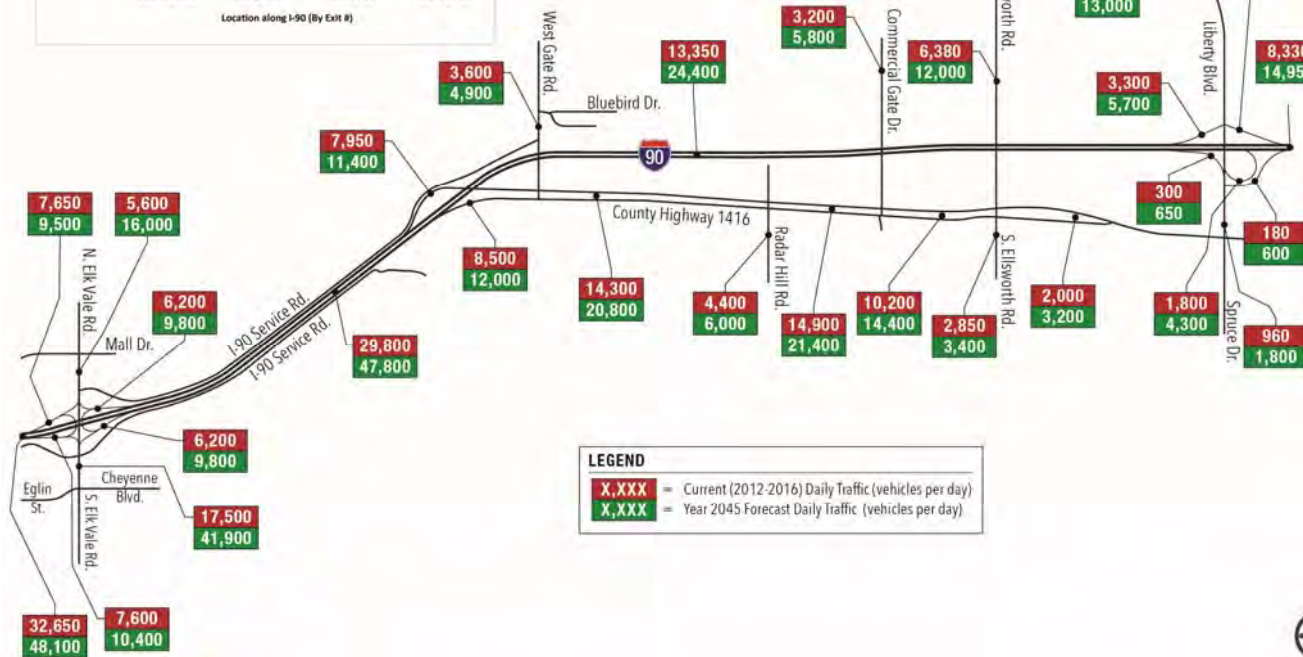 Location along I-90 (By Exit #)
13,000
3,200
5,800
6,380
12,000
13,350
24,400
3,600
4,900
3,300
5,700
8,330
West Gate Rd.
Commercial Gate Dr.
Liberty Blvd.
Bluebird Dr.
7,950
11,400
90
County Highway 1416
7,650
9,500
5,600
16,000
300
650
180
600
N. Elk Vale Rd.
8,500
12,000
14,300
20,800
Radar Hill Rd.
4,400
6,000
14,900
21,400
10,200
14,400
S. Ellsworth Rd.
2,850
3,400
2,000
3,200
1,800
4,300
Spruce Dr.
960
1,800
6,200
9,800
Mall Dr.
I-90 Service Rd.
I-90 Service Rd.
29,800
47,800
6,200
9,800
Eglin
St.
Cheyenne
Blvd.
S. Elk Vale Rd.
17,500
41,900
LEGEND
X,XXX = Current (2012-2016) Daily Traffic (vehicles per day)
X,XXX = Year 2045 Forecast Daily Traffic (vehicles per day)
32,650
48,100
7,600
10,400